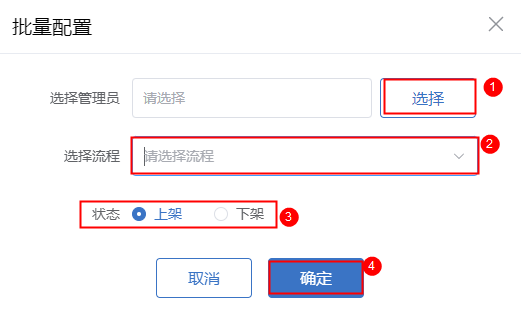 批量配置
选择管理员 请选择 选择 1
选择流程 请选择流程 2
状态 上架 下架 3
取消 确定 4